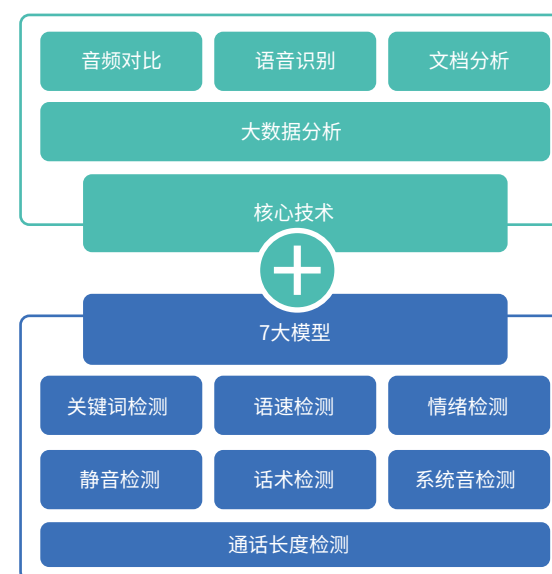 音频对比
语音识别
文档分析
大数据分析
核心技术
7大模型
关键词检测
语速检测
情绪检测
静音检测
话术检测
系统音检测
通话长度检测